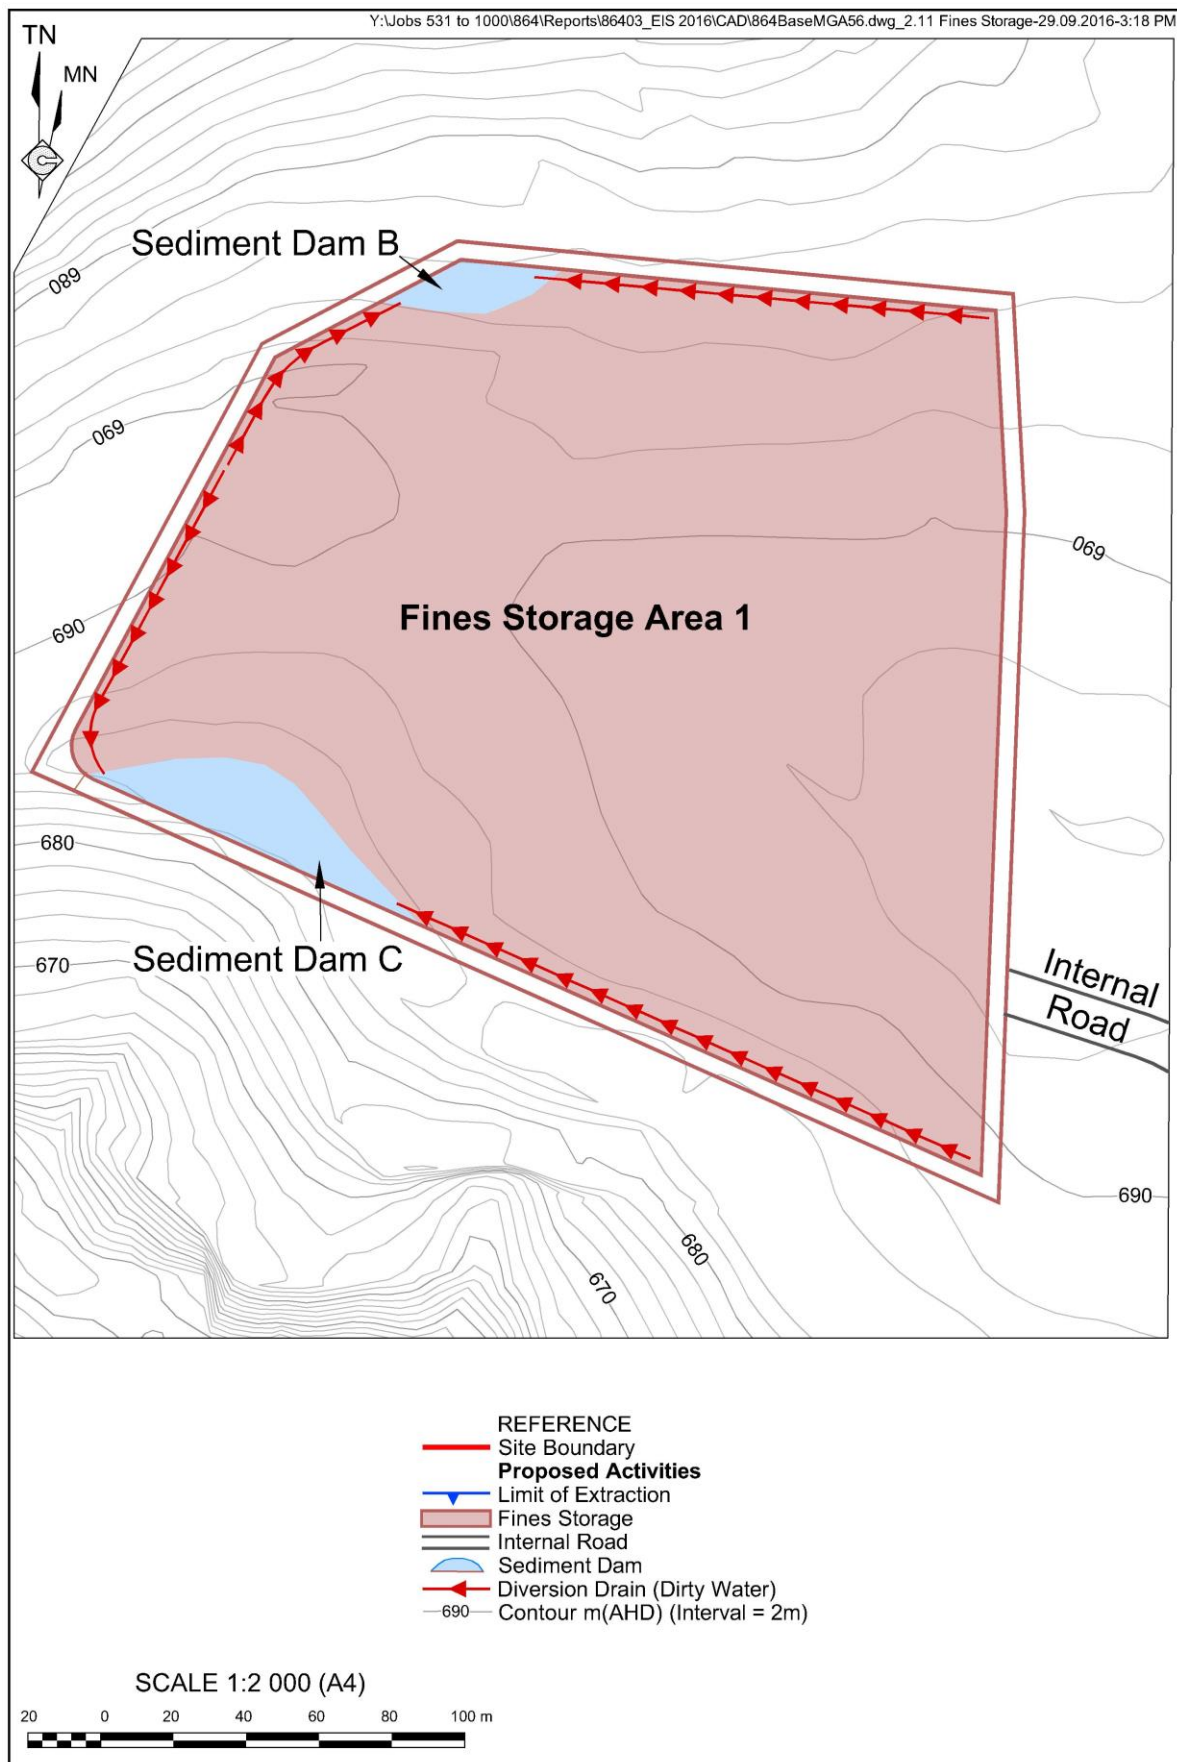 Y:\Jobs 531 to 1000\864\Reports\86403_EIS 2016\CAD\864BaseMGA56.dwg_2.11 Fines Storage-29.09.2016-3:18 PM
TN
MN
Sediment Dam B
680
690
690
Fines Storage Area 1
690
680
Sediment Dam C
670
Internal
Road
690
680
670
REFERENCE
Site Boundary
Proposed Activities
Limit of Extraction
Fines Storage
Internal Road
Sediment Dam
Diversion Drain (Dirty Water)
690 Contour m(AHD) (Interval = 2m)
SCALE 1:2 000 (A4)
20 0 20 40 60 80 100 m